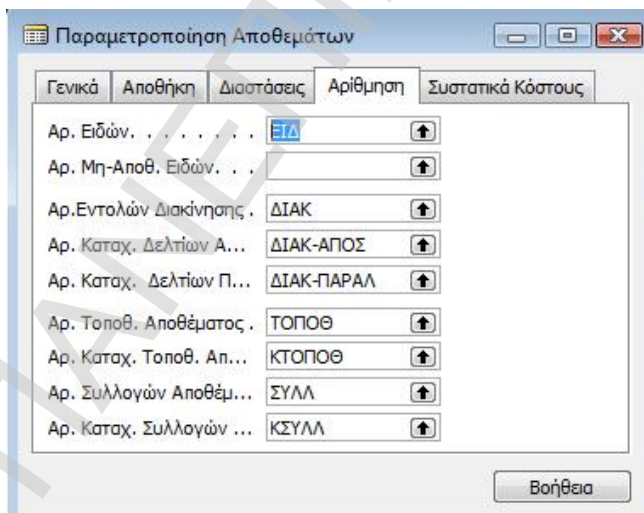 Παραμετροποίηση Αποθεμάτων
Γενικά Αποθήκη Διαστάσεις Αρίθμηση Συστατικά Κόστους
Αρ. Ειδών. . . . . . . . ΕΙΔ
Αρ. Μη-Αποθ. Ειδών. . .
Αρ.Εντολών Διακίνησης . ΔΙΑΚ
Αρ. Καταχ. Δελτίων Α... ΔΙΑΚ-ΑΠΟΣ
Αρ. Καταχ. Δελτίων Π... ΔΙΑΚ-ΠΑΡΑΛ
Αρ. Τοποθ. Αποθέματος . ΤΟΠΟΘ
Αρ. Καταχ. Τοποθ. Απ... ΚΤΟΠΟΘ
Αρ. Συλλογών Αποθέμ... ΣΥΛΛ
Αρ. Καταχ. Συλλογών ... ΚΣΥΛΛ
Βοήθεια